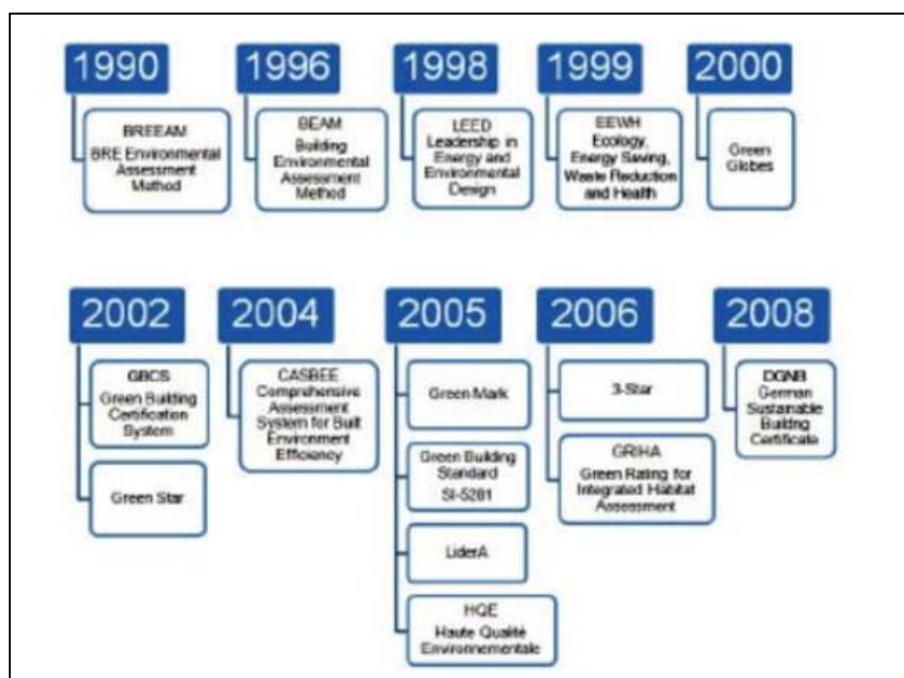 1990
BREEAM
BRE Environmental
Assessment
Method
1996
BEAM
Building
Environmental
Assessment
Method
1998
LEED
Leadership in
Energy and
Environmental
Design
1999
EEWH
Ecology,
Energy Saving,
Waste Reduction
and Health
2000
Green
Globes
2002
GBCS
Green Building
Certification
System
Green Star
2004
CASBEE
Comprehensive
Assessment
System for Built
Environment
Efficiency
2005
Green Mark
Green Building
Standard
SI-5281
LiderA
HQE
Haute Qualité
Environnementale
2006
3-Star
GRIHA
Green Rating for
Integrated Habitat
Assessment
2008
DGNB
German
Sustainable
Building
Certificate